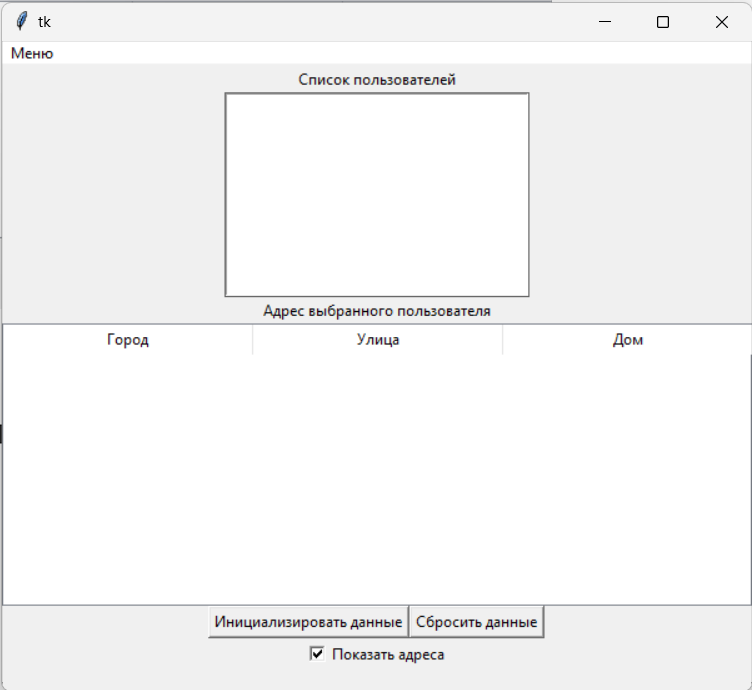 tk
Меню
Список пользователей
Адрес выбранного пользователя
Город Улица Дом
Инициализировать данные Сбросить данные
Показать адреса